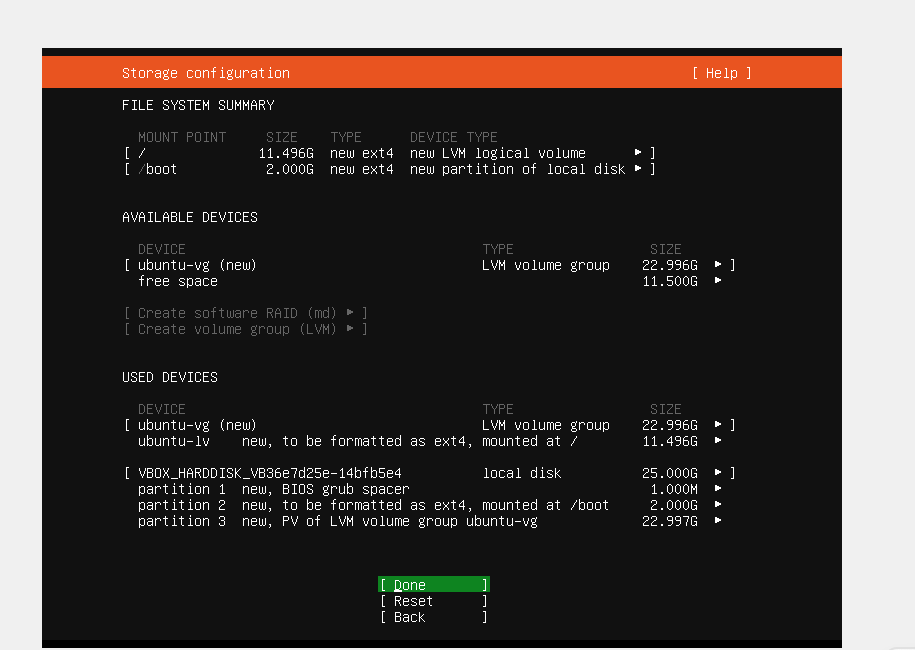 Storage configuration [ Help ]
FILE SYSTEM SUMMARY
MOUNT POINT SIZE TYPE DEVICE TYPE
[ / 11.496G new ext4 new LVM logical volume ▸ ]
[ /boot 2.000G new ext4 new partition of local disk ▸ ]
AVAILABLE DEVICES
DEVICE TYPE SIZE
[ ubuntu-vg (new) LVM volume group 22.996G ▸ ]
free space 11.500G ▸
[ Create software RAID (md) ▸ ]
[ Create volume group (LVM) ▸ ]
USED DEVICES
DEVICE TYPE SIZE
[ ubuntu-vg (new) LVM volume group 22.996G ▸ ]
ubuntu-lv new, to be formatted as ext4, mounted at / 11.496G ▸
[ VBOX_HARDDISK_VB36e7d25e-14bfb5e4 local disk 25.000G ▸ ]
partition 1 new, BIOS grub spacer 1.000M ▸
partition 2 new, to be formatted as ext4, mounted at /boot 2.000G ▸
partition 3 new, PV of LVM volume group ubuntu-vg 22.997G ▸
[ Done ]
[ Reset ]
[ Back ]